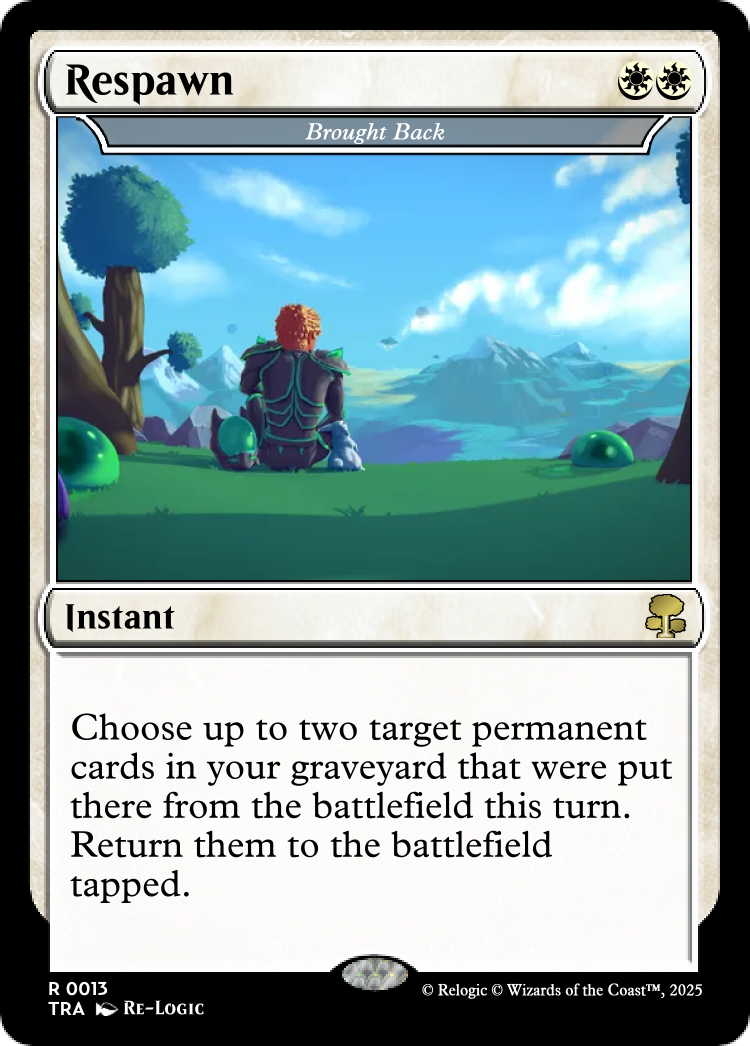 Respawn
Brought Back
Instant
Choose up to two target permanent
cards in your graveyard that were put
there from the battlefield this turn.
Return them to the battlefield
tapped.
R 0013
TRA Re-Logic
© Relogic © Wizards of the Coast™, 2025